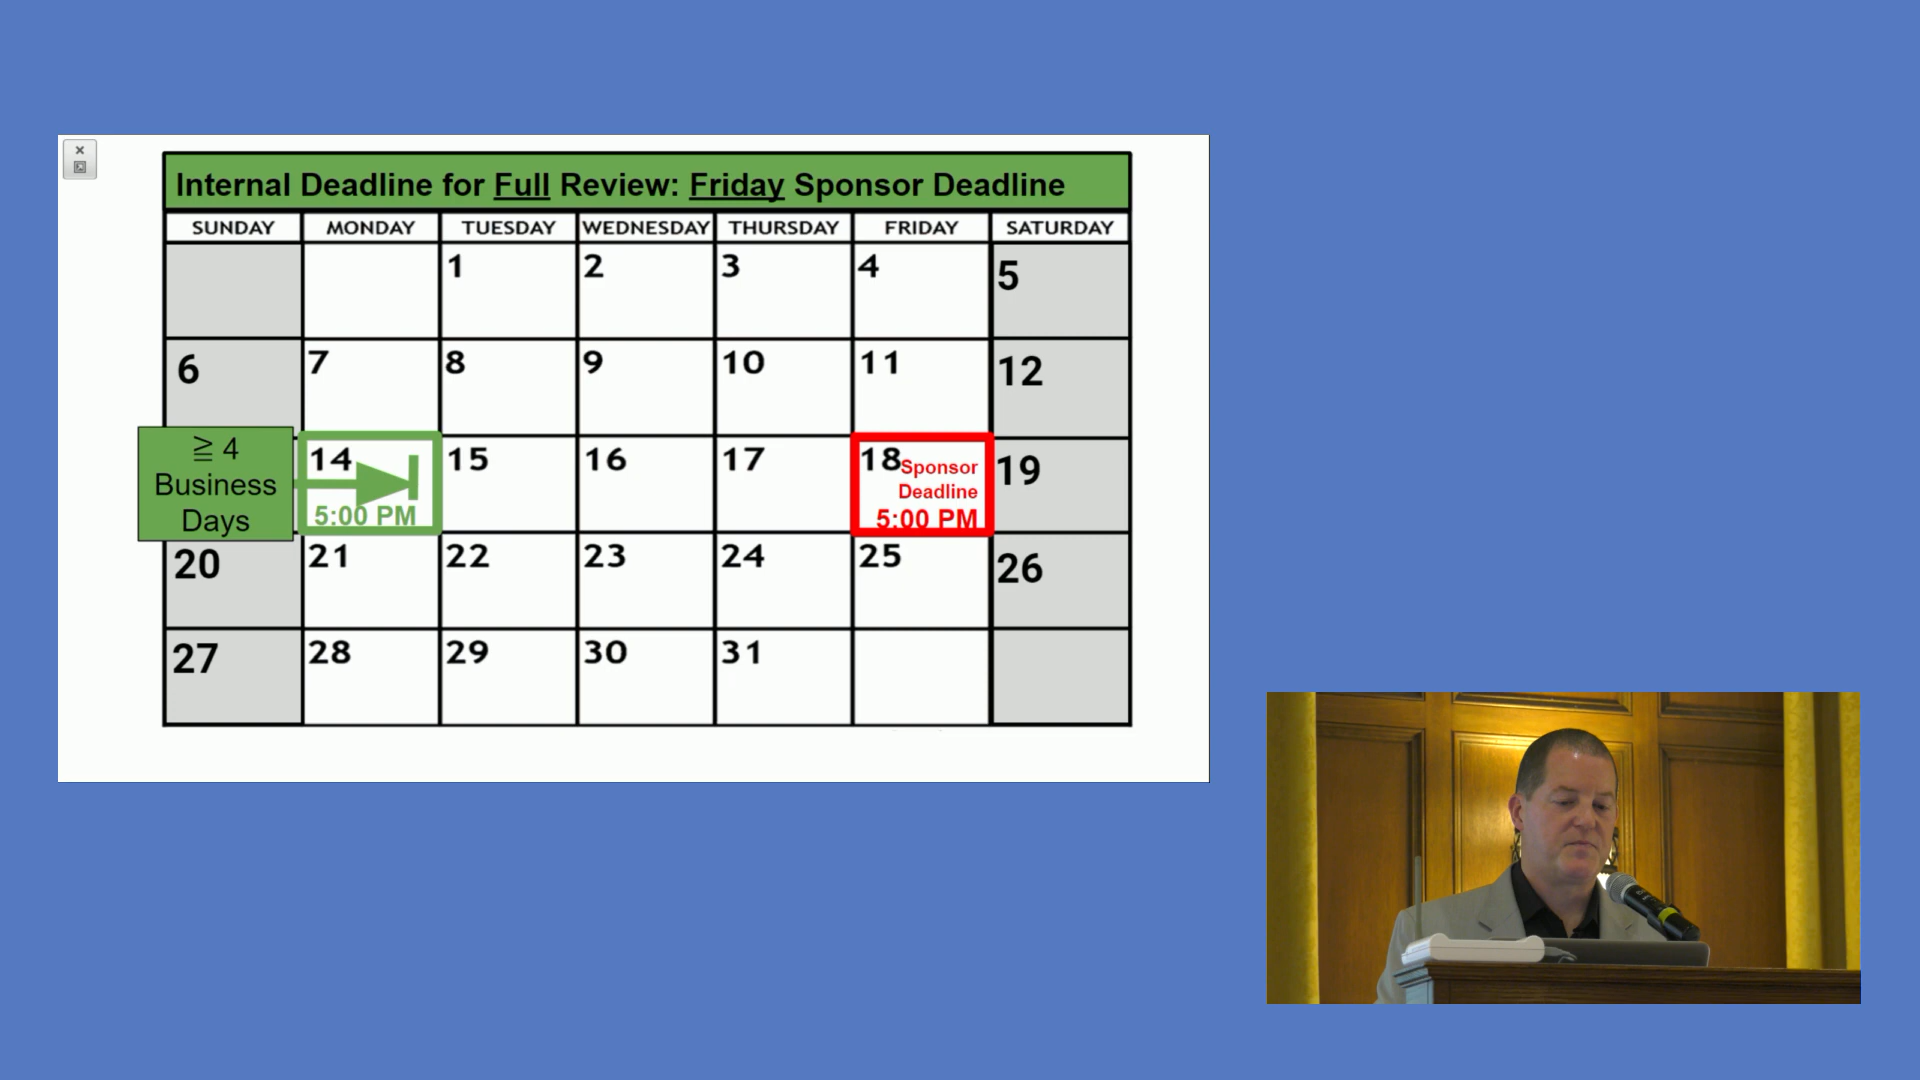 Internal Deadline for Full Review: Friday Sponsor Deadline
SUNDAY MONDAY TUESDAY WEDNESDAY THURSDAY FRIDAY SATURDAY
1 2 3 4 5
6 7 8 9 10 11 12
≧ 4
Business
Days
14
5:00 PM
15 16 17
18 Sponsor
Deadline
5:00 PM
19
20 21 22 23 24 25 26
27 28 29 30 31